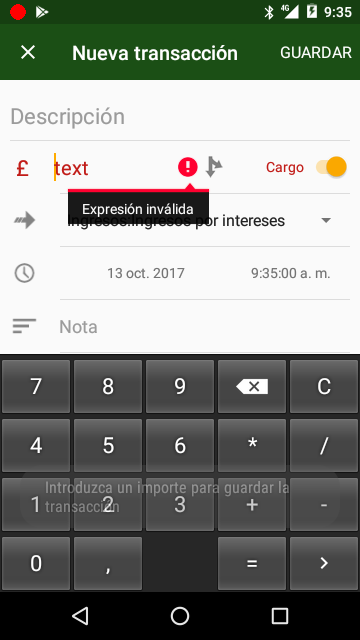 4G 9:35
Nueva transacción GUARDAR
Descripción
£ text Cargo
Expresión inválida
Ingresos:Ingresos por intereses
13 oct. 2017 9:35:00 a. m.
Nota
7 8 9 C
4 5 6 * /
1 2 3 + -
Introduzca un importe para guardar la
transacción
0 , = >